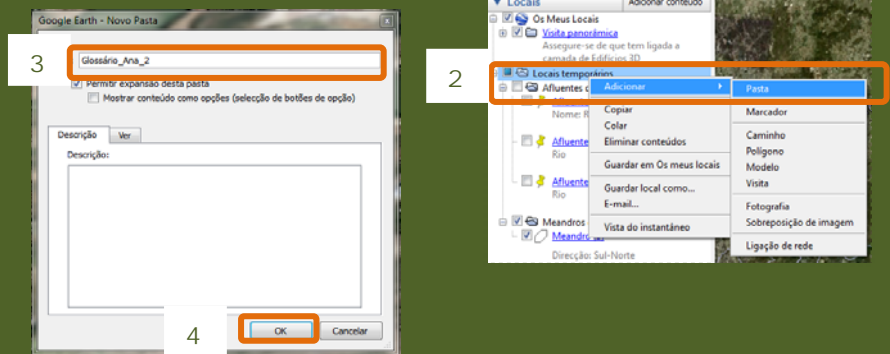 Google Earth - Novo Pasta
3
Glossário_Ana_2
Permitir expansão desta pasta
Mostrar conteúdo como opções (selecção de botões de opção)
Descrição
Ver
Descrição:
4
OK
Cancelar
Locais
Adicionar conteúdo
Os Meus Locais
Visita panorâmica
Assegure-se de que tem ligada a
camada de Edifícios 3D
2
Locais temporários
Afluentes
Nome: R
Afluente
Rio
Afluente
Rio
Meandros
Meandro
Direcção: Sul-Norte
Adicionar
Copiar
Colar
Eliminar conteúdos
Guardar em Os meus locais
Guardar local como...
E-mail...
Vista do instantâneo
Pasta
Marcador
Caminho
Polígono
Modelo
Visita
Fotografia
Sobreposição de imagem
Ligação de rede